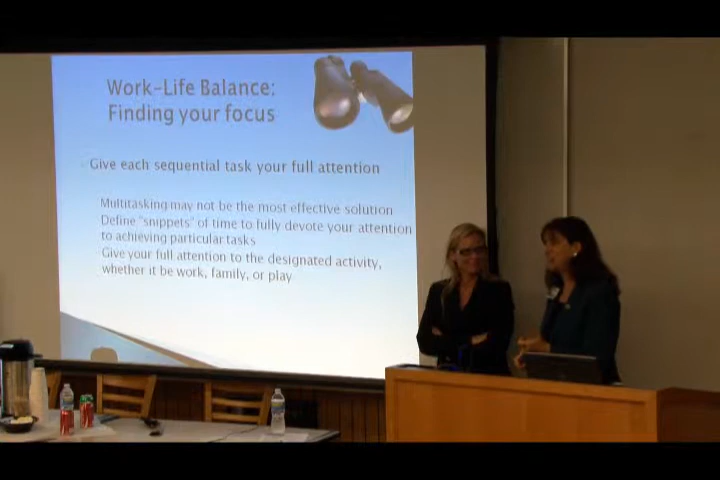 Work-Life Balance:
Finding your focus
Give each sequential task your full attention
Multitasking may not be the most effective solution
Define "snippets" of time to fully devote your attention
to achieving particular tasks
Give your full attention to the designated activity,
whether it be work, family, or play